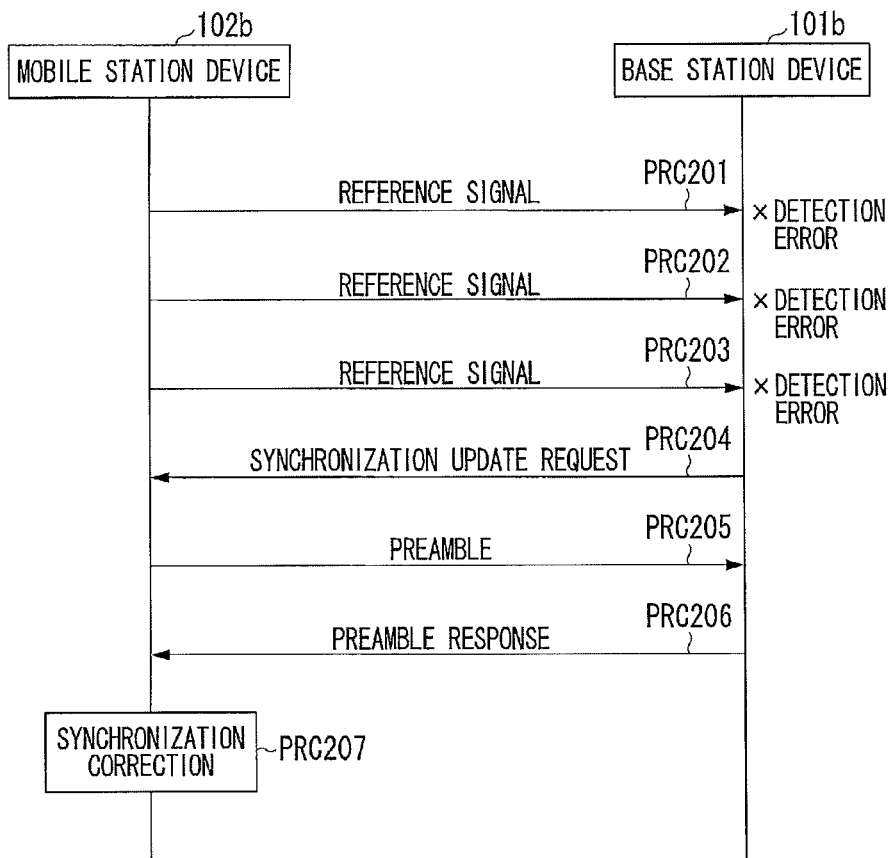 102b
101b
MOBILE STATION DEVICE
BASE STATION DEVICE
REFERENCE SIGNAL
PRC201
× DETECTION
ERROR
REFERENCE SIGNAL
PRC202
× DETECTION
ERROR
REFERENCE SIGNAL
PRC203
× DETECTION
ERROR
SYNCHRONIZATION UPDATE REQUEST
PRC204
PREAMBLE
PRC205
PREAMBLE RESPONSE
PRC206
SYNCHRONIZATION
CORRECTION
PRC207